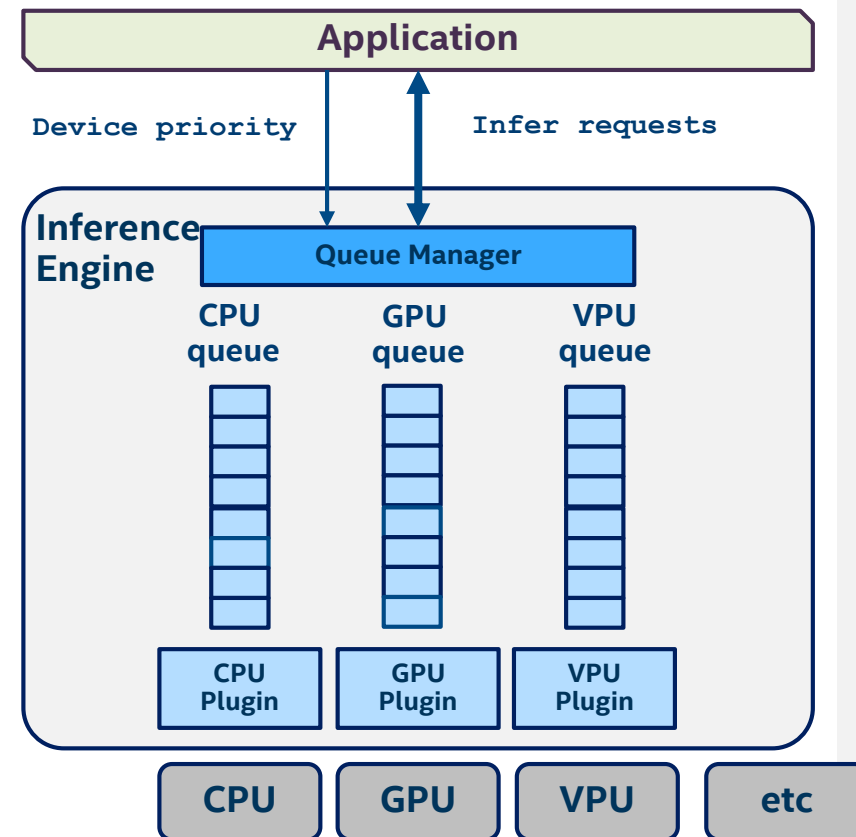 Application
Device priority
Infer requests
Inference
Engine
Queue Manager
CPU
queue
GPU
queue
VPU
queue
CPU
Plugin
GPU
Plugin
VPU
Plugin
CPU
GPU
VPU
etc